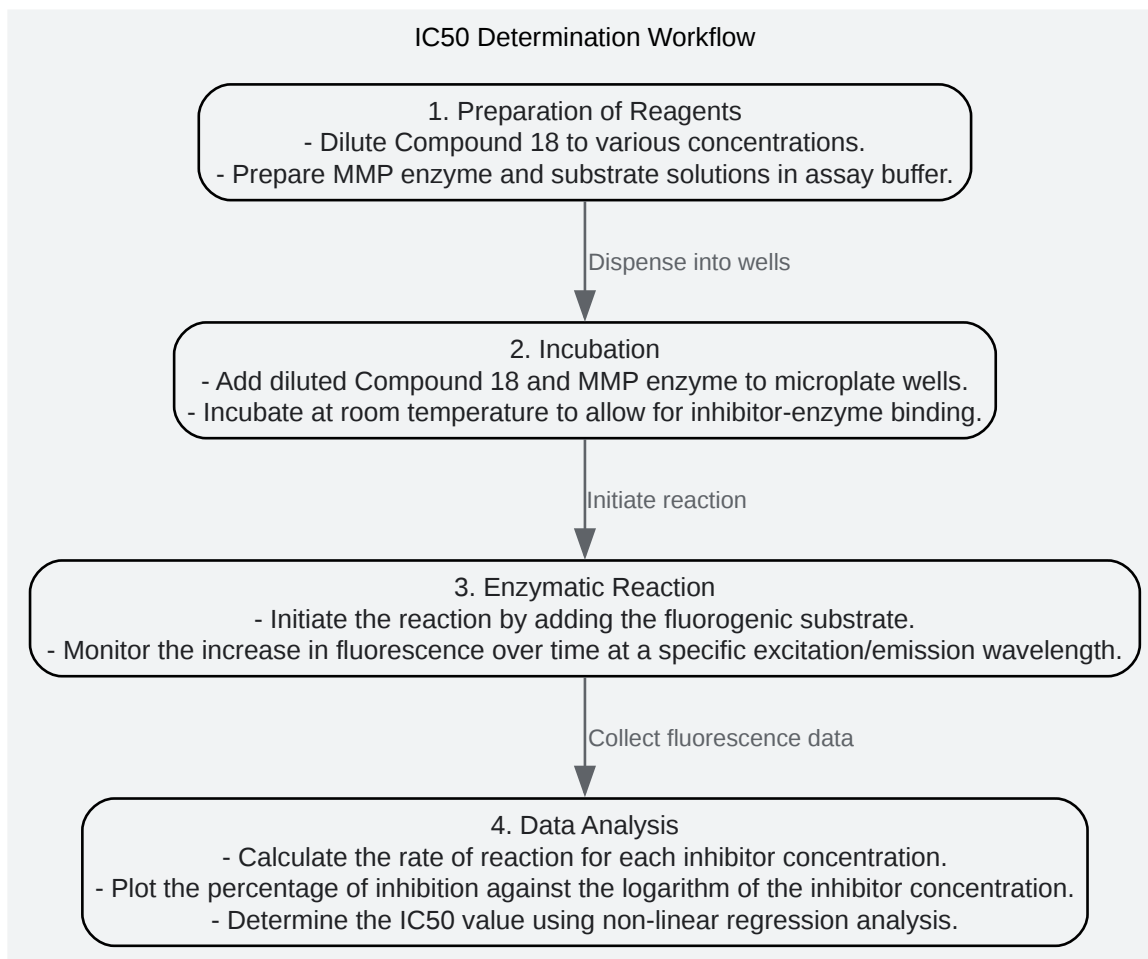 IC50 Determination Workflow
1. Preparation of Reagents
- Dilute Compound 18 to various concentrations.
- Prepare MMP enzyme and substrate solutions in assay buffer.
Dispense into wells
2. Incubation
- Add diluted Compound 18 and MMP enzyme to microplate wells.
- Incubate at room temperature to allow for inhibitor-enzyme binding.
Initiate reaction
3. Enzymatic Reaction
- Initiate the reaction by adding the fluorogenic substrate.
- Monitor the increase in fluorescence over time at a specific excitation/emission wavelength.
Collect fluorescence data
4. Data Analysis
- Calculate the rate of reaction for each inhibitor concentration.
- Plot the percentage of inhibition against the logarithm of the inhibitor concentration.
- Determine the IC50 value using non-linear regression analysis.